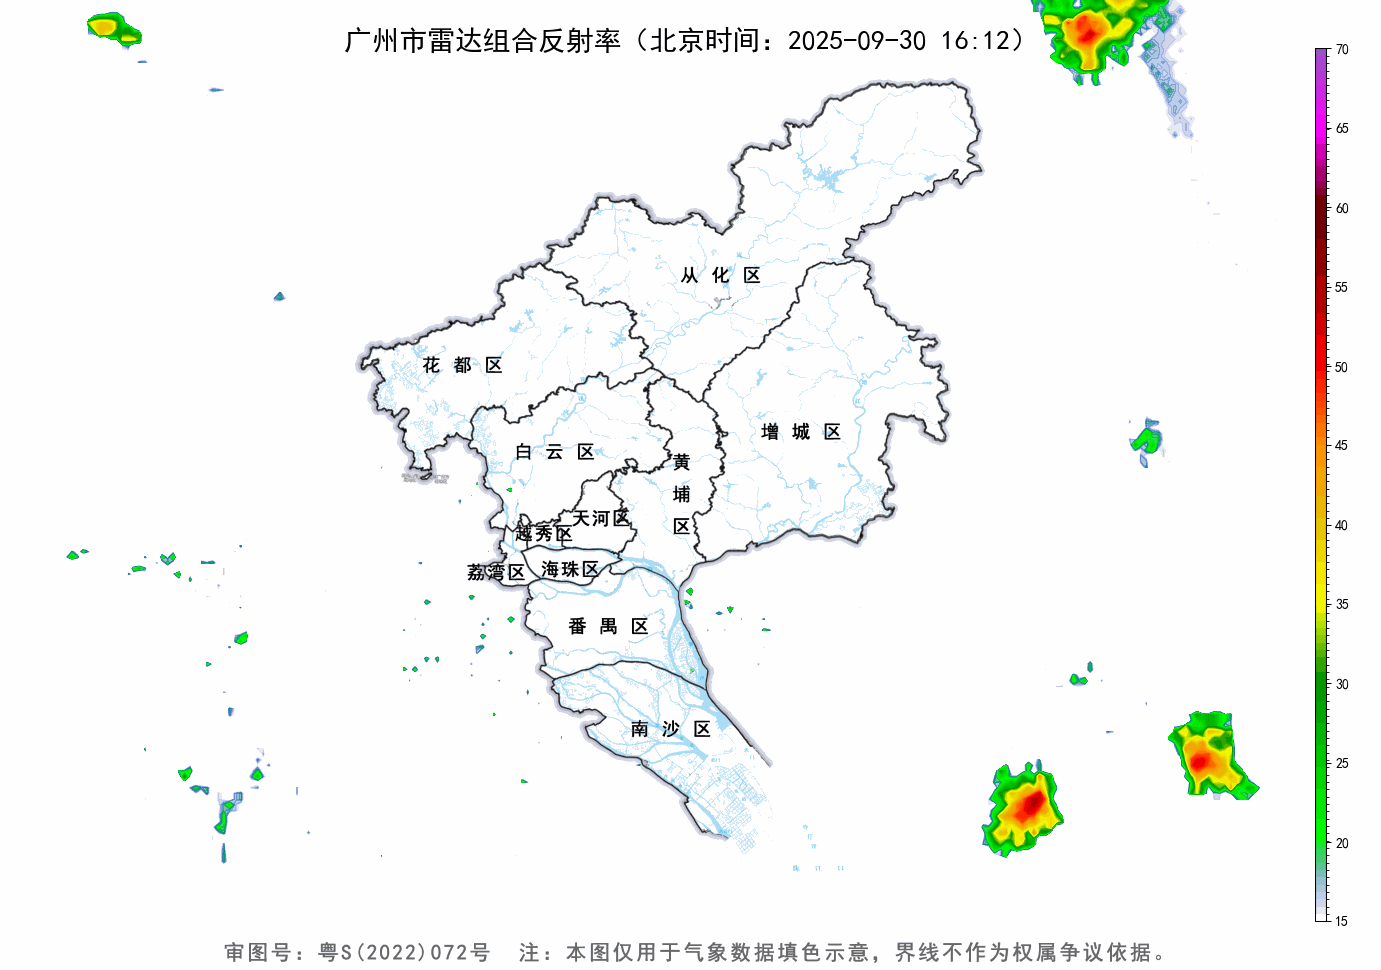 广州市雷达组合反射率（北京时间：2025-09-30 16:12）
70
65
60
55
50
45
40
35
30
25
20
15
从化区
花都区
增城区
白云区
黄埔区
天河区
越秀区
海珠区
荔湾区
番禺区
南沙区
审图号：粤S(2022)072号 注：本图仅用于气象数据填色示意，界线不作为权属争议依据。